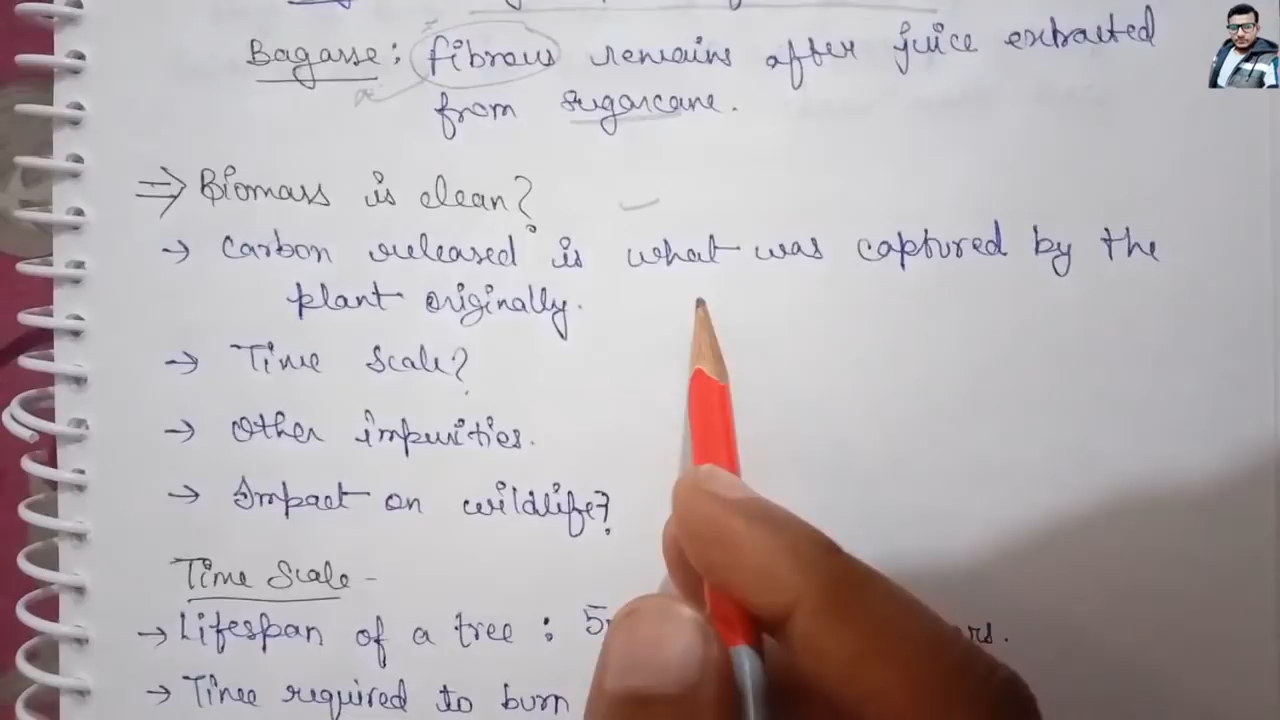 Bagasse: fibrous remains after juice extracted
from sugarcane.
⇒ Biomass is clean?
→ Carbon released is what was captured by the
plant originally.
→ Time Scale?
→ Other impurities.
→ Impact on wildlife?
Time Scale -
→ Lifespan of a tree : 5
→ Time required to burn